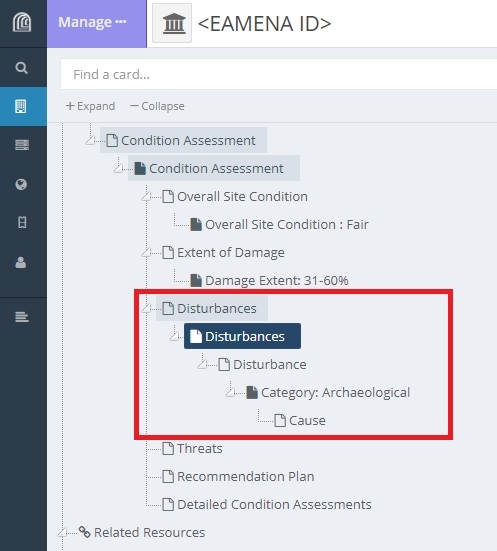 Manage ···
<EAMENA ID>
Find a card...
+ Expand − Collapse
Condition Assessment
Condition Assessment
Overall Site Condition
Overall Site Condition : Fair
Extent of Damage
Damage Extent: 31-60%
Disturbances
Disturbances
Disturbance
Category: Archaeological
Cause
Threats
Recommendation Plan
Detailed Condition Assessments
Related Resources